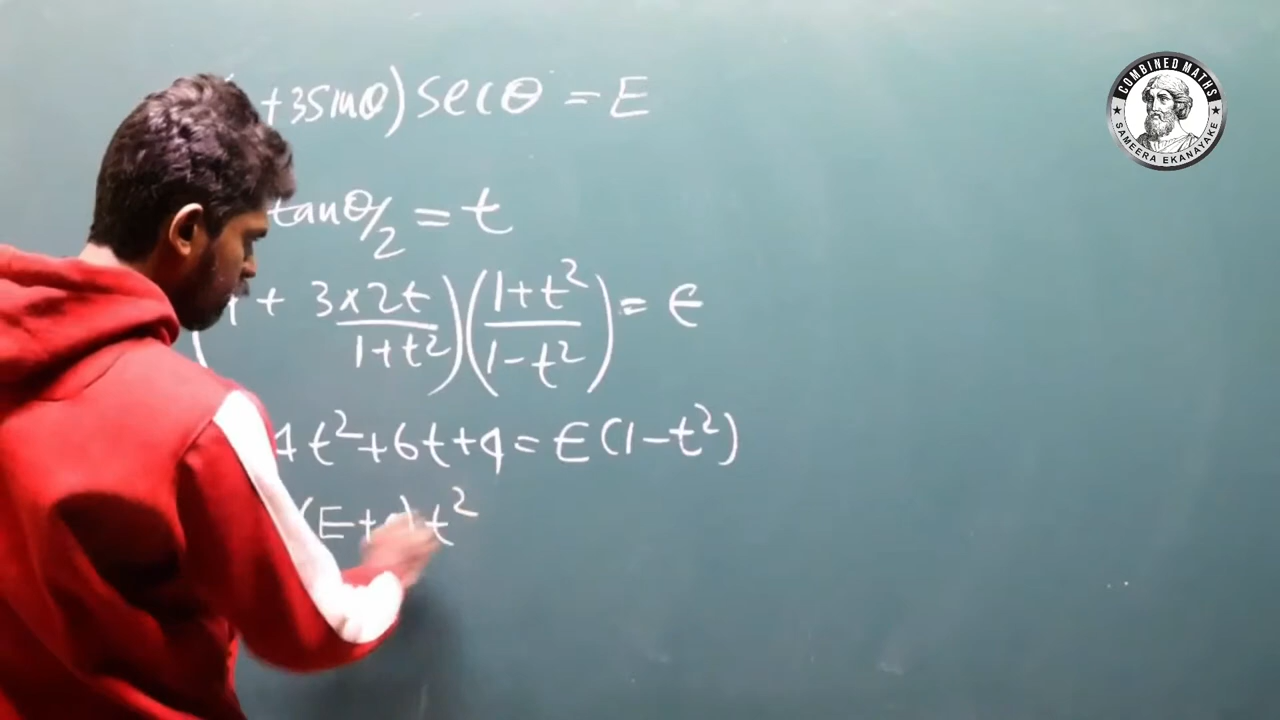 +3sinθ) secθ = E
tanθ/2 = t
+ 3×2t/1+t²)(1+t²/1-t²) = E
4t²+6t+4 = E(1-t²)
(E+ )t²
COMBINED MATHS
SAMEERA EKANAYAKE